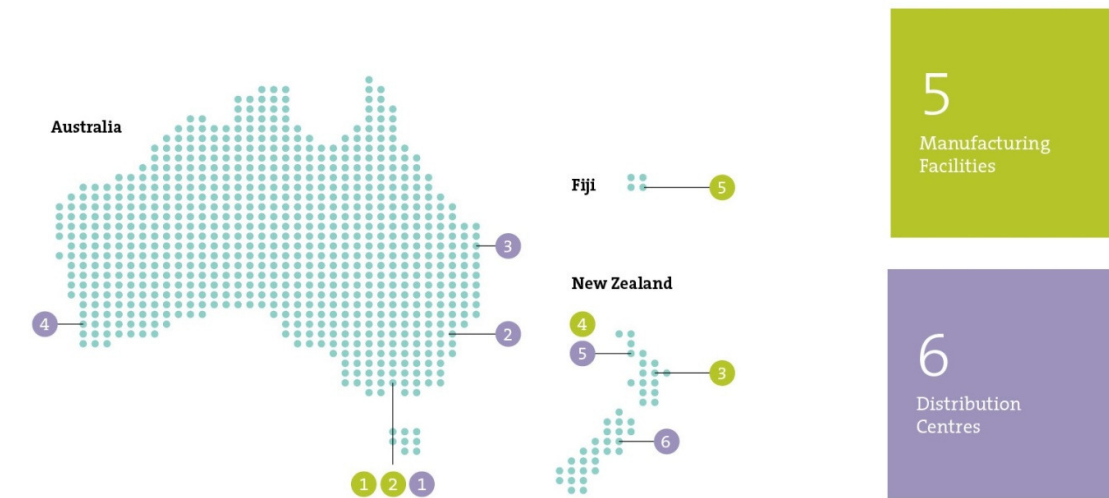 Australia
Fiji
5
3
New Zealand
4
4
2
5
3
6
1 2 1
5
Manufacturing
Facilities
6
Distribution
Centres